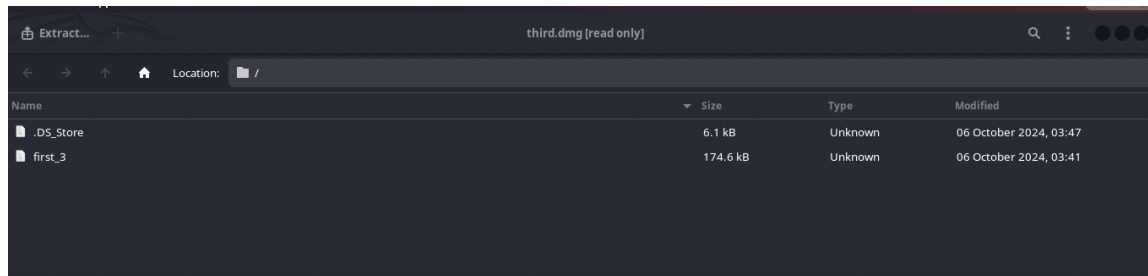 Extract...
third.dmg [read only]
Location: /
Name Size Type Modified
.DS_Store 6.1 kB Unknown 06 October 2024, 03:47
first_3 174.6 kB Unknown 06 October 2024, 03:41